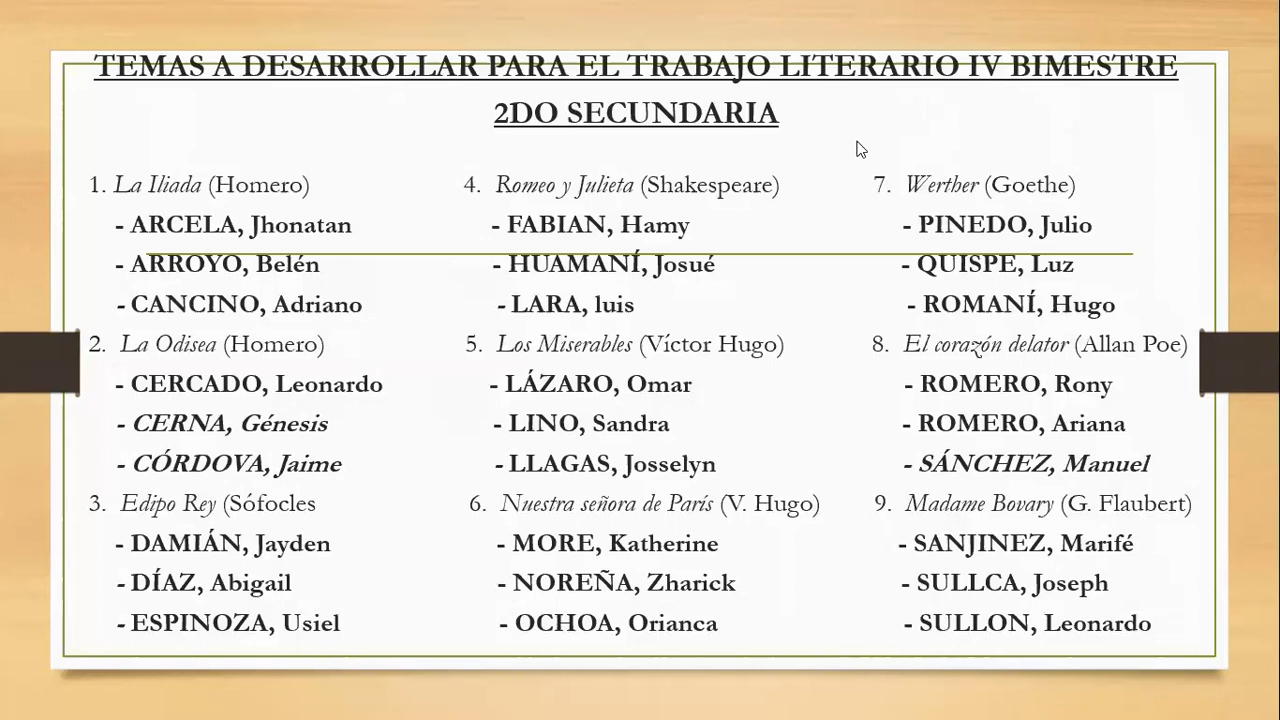 TEMAS A DESARROLLAR PARA EL TRABAJO LITERARIO IV BIMESTRE
2DO SECUNDARIA
1. La Iliada (Homero)
- ARCELA, Jhonatan
- ARROYO, Belén
- CANCINO, Adriano
2. La Odisea (Homero)
- CERCADO, Leonardo
- CERNA, Génesis
- CÓRDOVA, Jaime
3. Edipo Rey (Sófocles
- DAMIÁN, Jayden
- DÍAZ, Abigail
- ESPINOZA, Usiel
4. Romeo y Julieta (Shakespeare)
- FABIAN, Hamy
- HUAMANÍ, Josué
- LARA, luis
5. Los Miserables (Víctor Hugo)
- LÁZARO, Omar
- LINO, Sandra
- LLAGAS, Josselyn
6. Nuestra señora de París (V. Hugo)
- MORE, Katherine
- NOREÑA, Zharick
- OCHOA, Orianca
7. Werther (Goethe)
- PINEDO, Julio
- QUISPE, Luz
- ROMANÍ, Hugo
8. El corazón delator (Allan Poe)
- ROMERO, Rony
- ROMERO, Ariana
- SÁNCHEZ, Manuel
9. Madame Bovary (G. Flaubert)
- SANJINEZ, Marifé
- SULLCA, Joseph
- SULLON, Leonardo